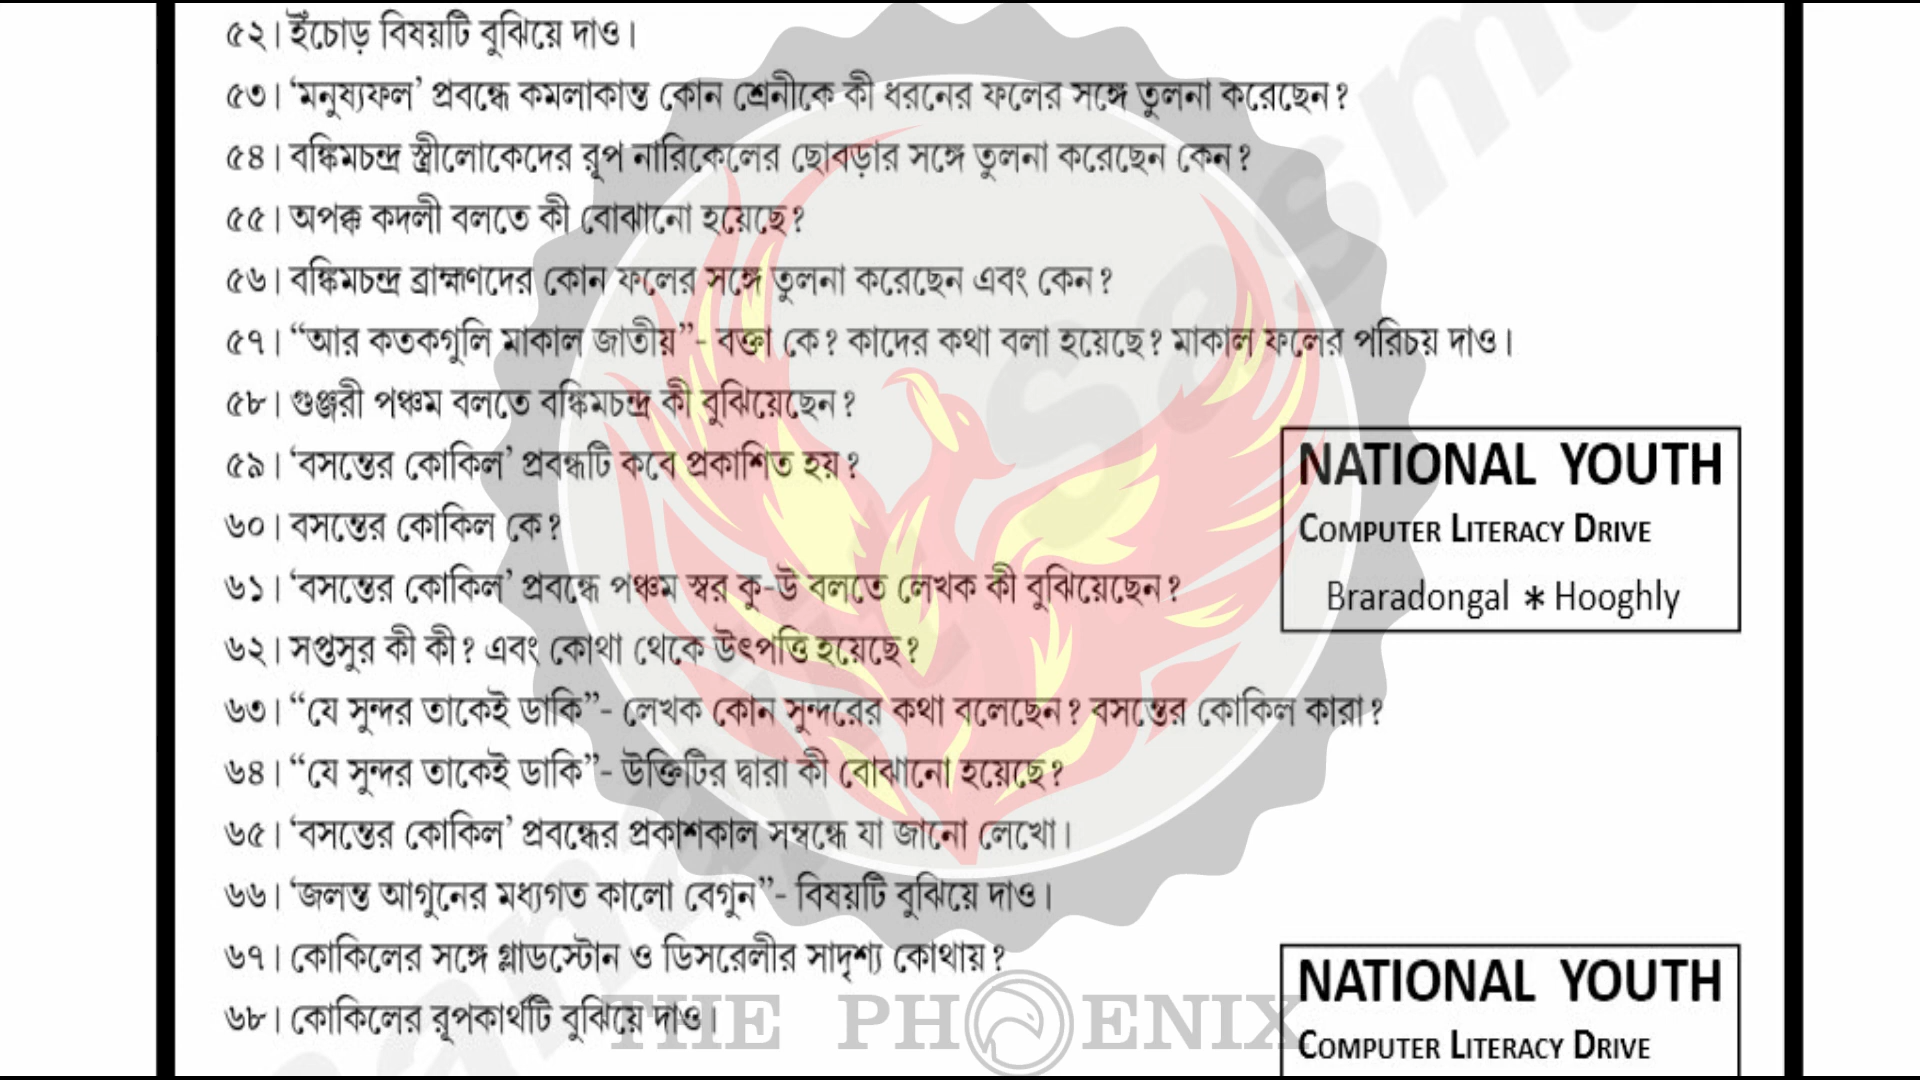 ৫২। ইঁচোড় বিষয়টি বুঝিয়ে দাও।
৫৩। ‘মনুষ্যফল’ প্রবন্ধে কমলাকান্ত কোন শ্রেনীকে কী ধরনের ফলের সঙ্গে তুলনা করেছেন?
৫৪। বঙ্কিমচন্দ্র স্ত্রীলোকেদের রূপ নারিকেলের ছোবড়ার সঙ্গে তুলনা করেছেন কেন?
৫৫। অপক্ক কদলী বলতে কী বোঝানো হয়েছে?
৫৬। বঙ্কিমচন্দ্র ব্রাহ্মণদের কোন ফলের সঙ্গে তুলনা করেছেন এবং কেন?
৫৭। “আর কতকগুলি মাকাল জাতীয়”- বক্তা কে? কাদের কথা বলা হয়েছে? মাকাল ফলের পরিচয় দাও।
৫৮। গুঞ্জরী পঞ্চম বলতে বঙ্কিমচন্দ্র কী বুঝিয়েছেন?
৫৯। ‘বসন্তের কোকিল’ প্রবন্ধটি কবে প্রকাশিত হয়?
৬০। বসন্তের কোকিল কে?
৬১। ‘বসন্তের কোকিল’ প্রবন্ধে পঞ্চম স্বর কু-উ বলতে লেখক কী বুঝিয়েছেন?
৬২। সপ্তসুর কী কী? এবং কোথা থেকে উৎপত্তি হয়েছে?
৬৩। “যে সুন্দর তাকেই ডাকি”- লেখক কোন সুন্দরের কথা বলেছেন? বসন্তের কোকিল কারা?
৬৪। “যে সুন্দর তাকেই ডাকি”- উক্তিটির দ্বারা কী বোঝানো হয়েছে?
৬৫। ‘বসন্তের কোকিল’ প্রবন্ধের প্রকাশকাল সম্বন্ধে যা জানো লেখো।
৬৬। ‘জলন্ত আগুনের মধ্যগত কালো বেগুন”- বিষয়টি বুঝিয়ে দাও।
৬৭। কোকিলের সঙ্গে গ্লাডস্টোন ও ডিসরেলীর সাদৃশ্য কোথায়?
৬৮। কোকিলের রূপকার্থটি বুঝিয়ে দাও।
NATIONAL YOUTH
COMPUTER LITERACY DRIVE
Braradongal * Hooghly
NATIONAL YOUTH
COMPUTER LITERACY DRIVE
THE PHOENIX